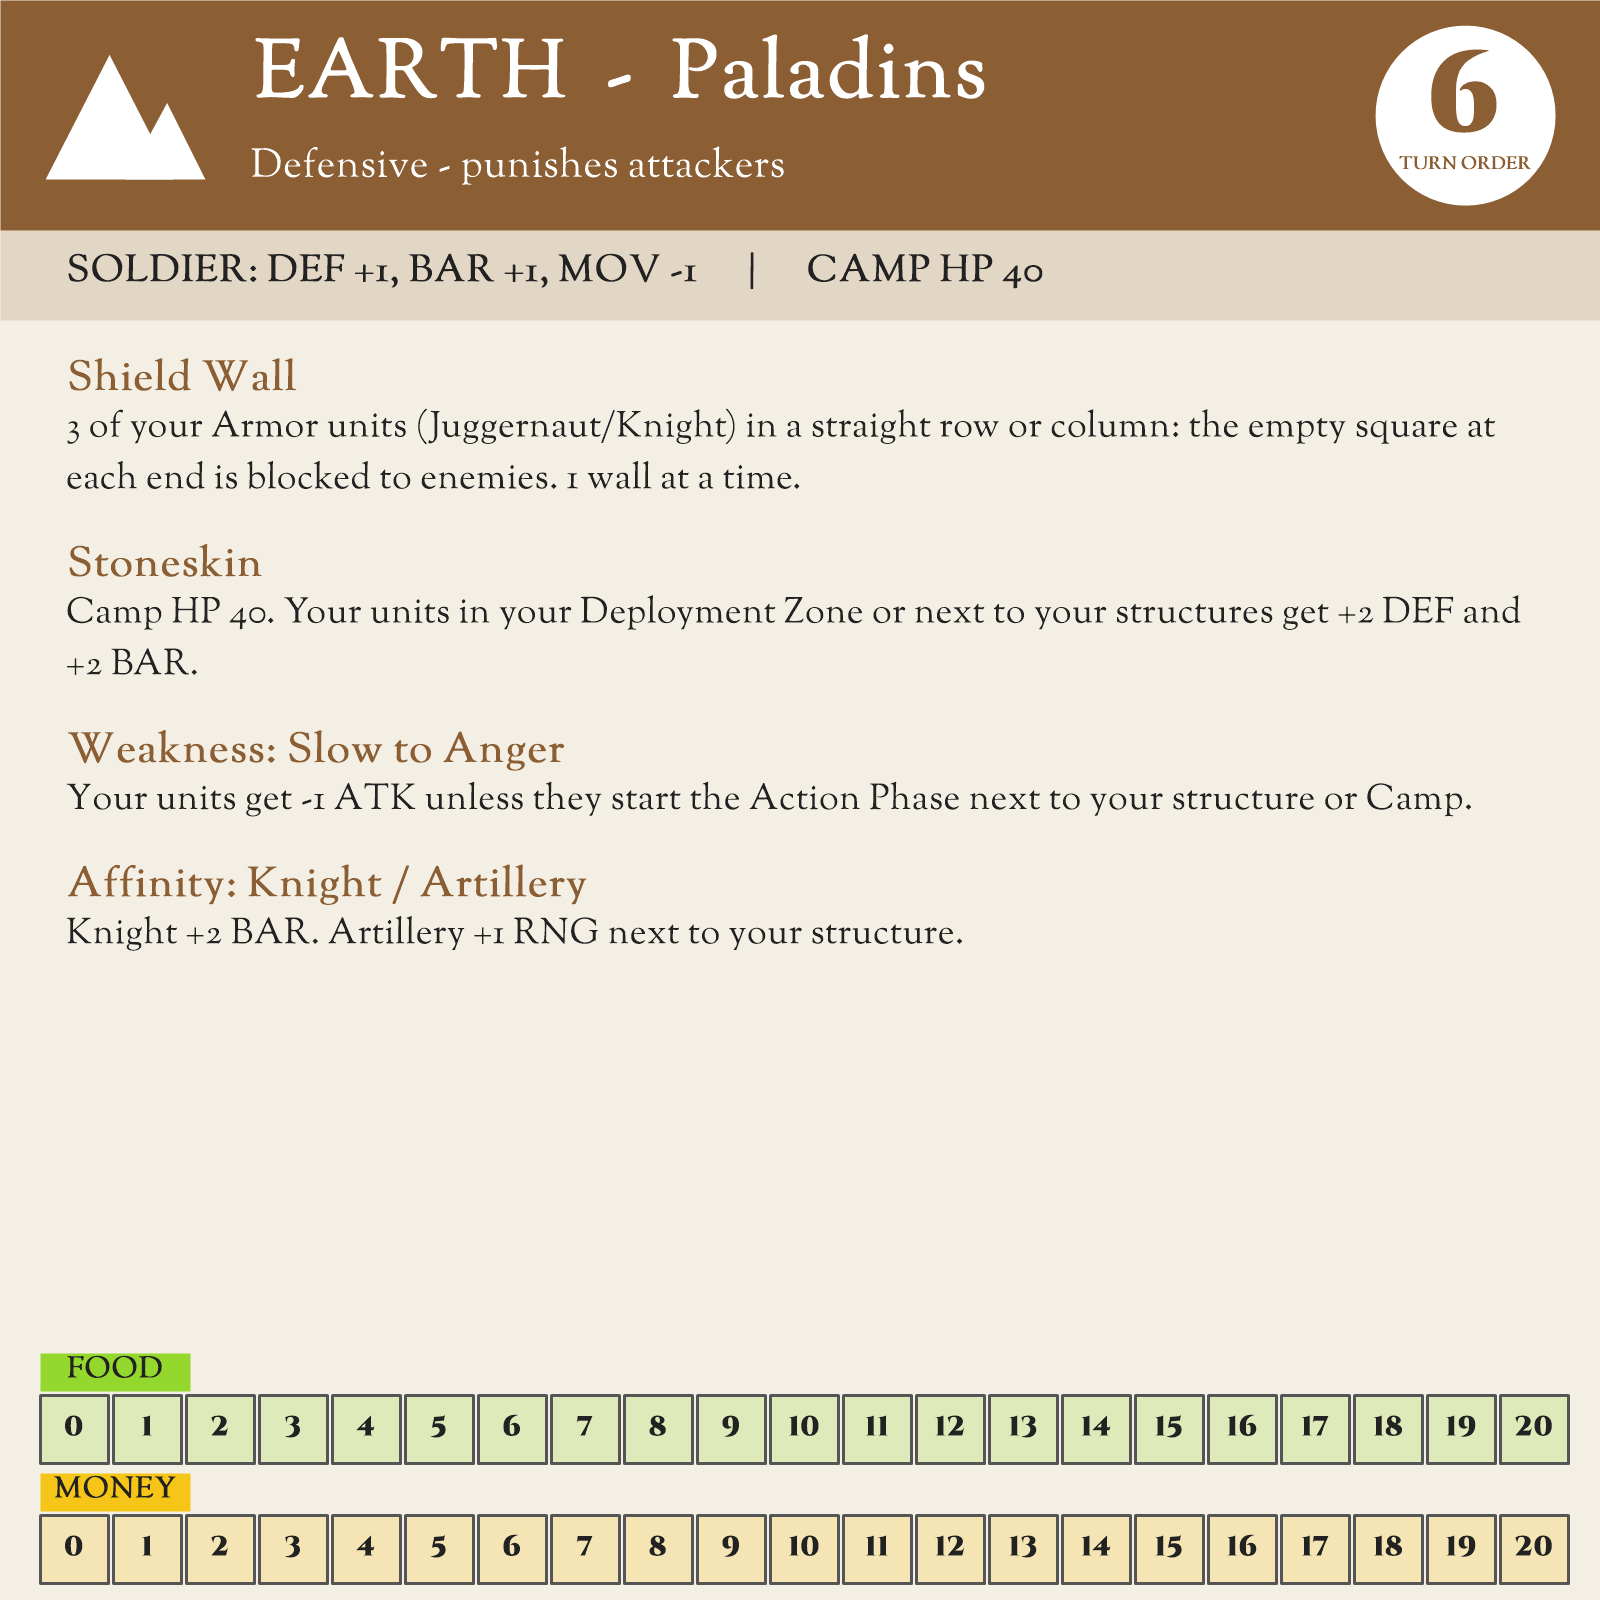 EARTH - Paladins
Defensive - punishes attackers
6
TURN ORDER
SOLDIER: DEF +1, BAR +1, MOV -1 | CAMP HP 40
Shield Wall
3 of your Armor units (Juggernaut/Knight) in a straight row or column: the empty square at
each end is blocked to enemies. 1 wall at a time.
Stoneskin
Camp HP 40. Your units in your Deployment Zone or next to your structures get +2 DEF and
+2 BAR.
Weakness: Slow to Anger
Your units get -1 ATK unless they start the Action Phase next to your structure or Camp.
Affinity: Knight / Artillery
Knight +2 BAR. Artillery +1 RNG next to your structure.
FOOD
0 1 2 3 4 5 6 7 8 9 10 11 12 13 14 15 16 17 18 19 20
MONEY
0 1 2 3 4 5 6 7 8 9 10 11 12 13 14 15 16 17 18 19 20